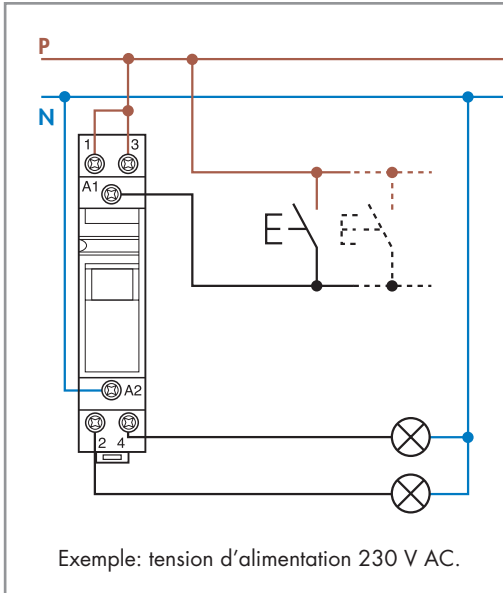 P
N
1 3
A1
A2
2 4
Exemple: tension d’alimentation 230 V AC.